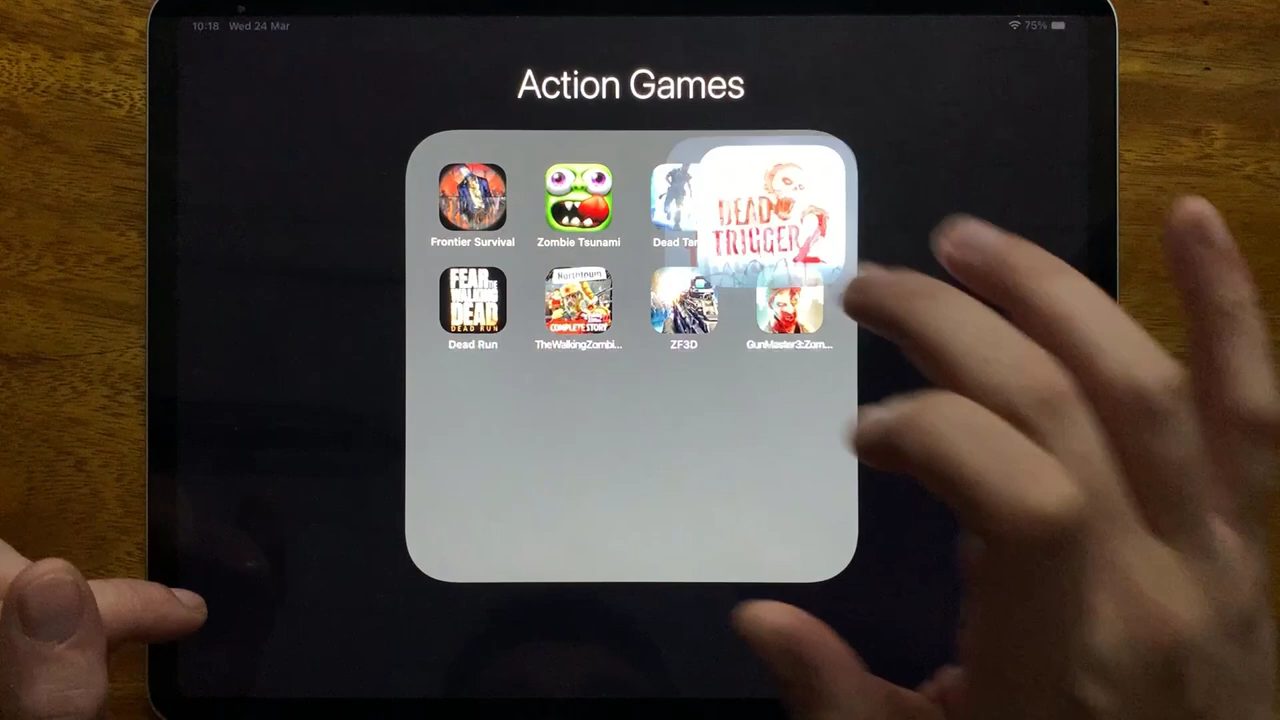 10:18 Wed 24 Mar 75%
Action Games
DEAD
TRIGGER 2
Frontier Survival Zombie Tsunami Dead Tar
FEAR THE
WALKING
DEAD
DEAD RUN
Northtown
COMPLETE STORY
Dead Run TheWalkingZombi... ZF3D GunMaster3:Zom...